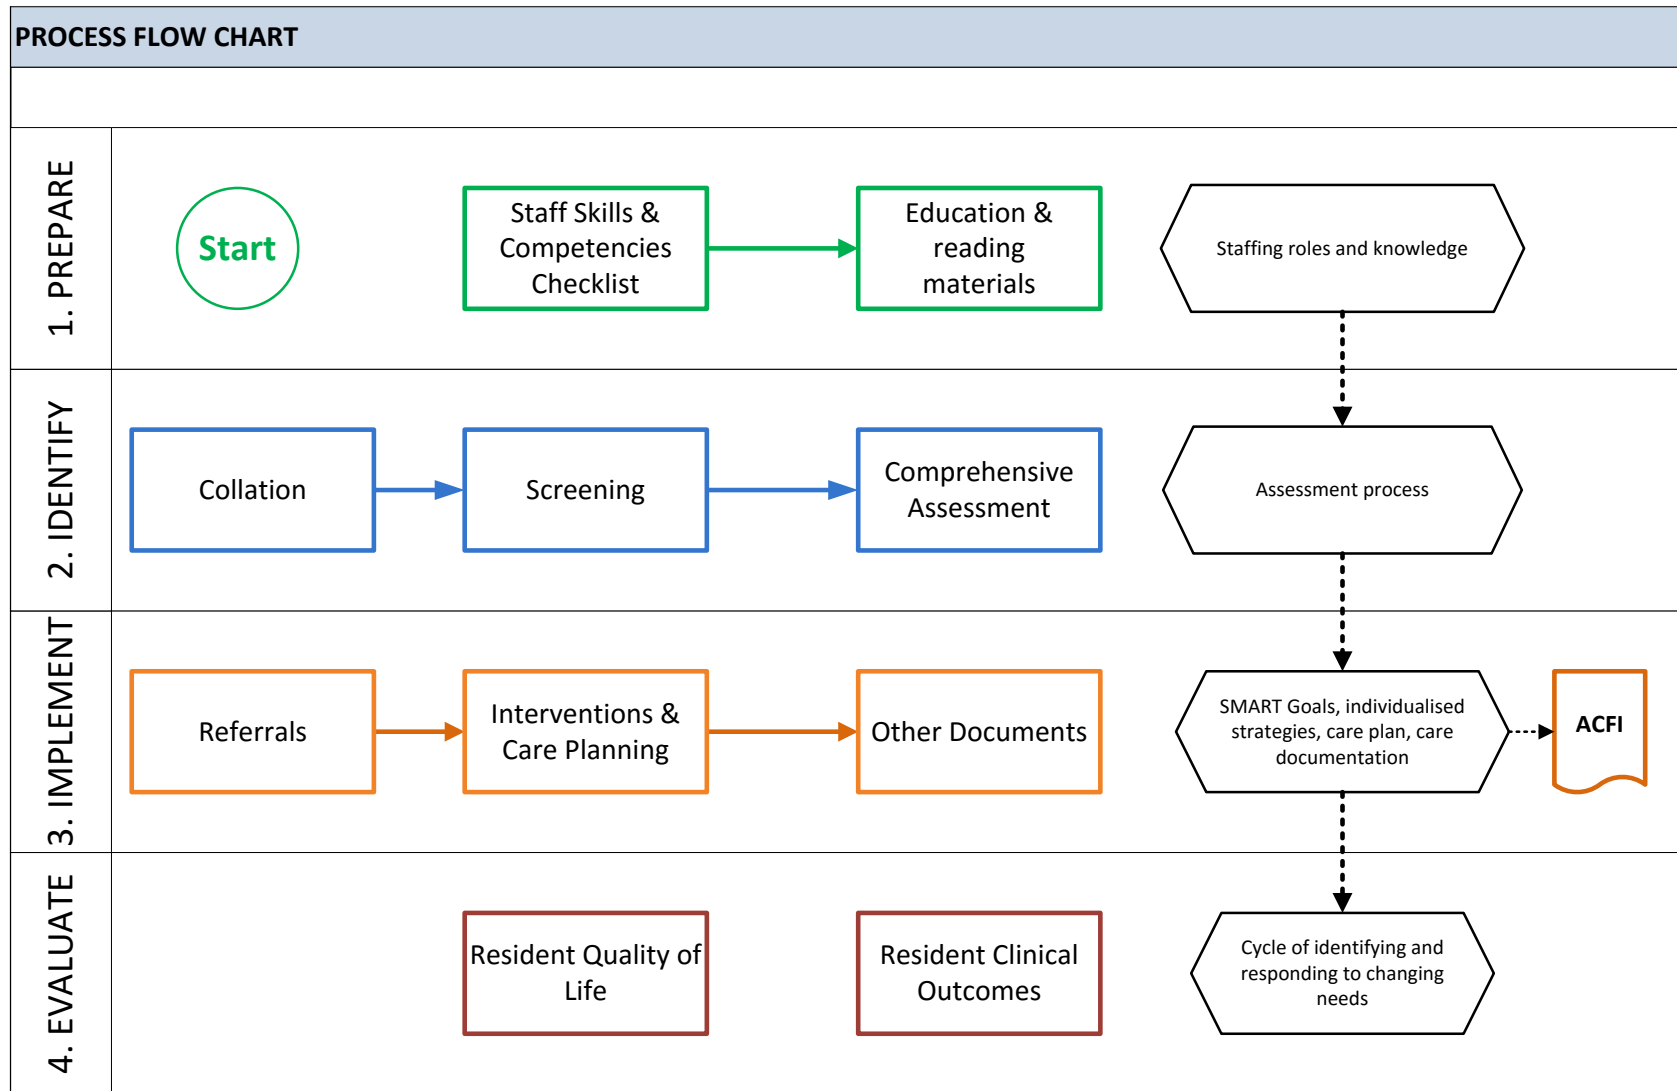 PROCESS FLOW CHART
1. PREPARE
Start
Staff Skills &
Competencies
Checklist
Education &
reading
materials
Staffing roles and knowledge
2. IDENTIFY
Collation
Screening
Comprehensive
Assessment
Assessment process
3. IMPLEMENT
Referrals
Interventions &
Care Planning
Other Documents
SMART Goals, individualised
strategies, care plan, care
documentation
ACFI
4. EVALUATE
Resident Quality of
Life
Resident Clinical
Outcomes
Cycle of identifying and
responding to changing
needs